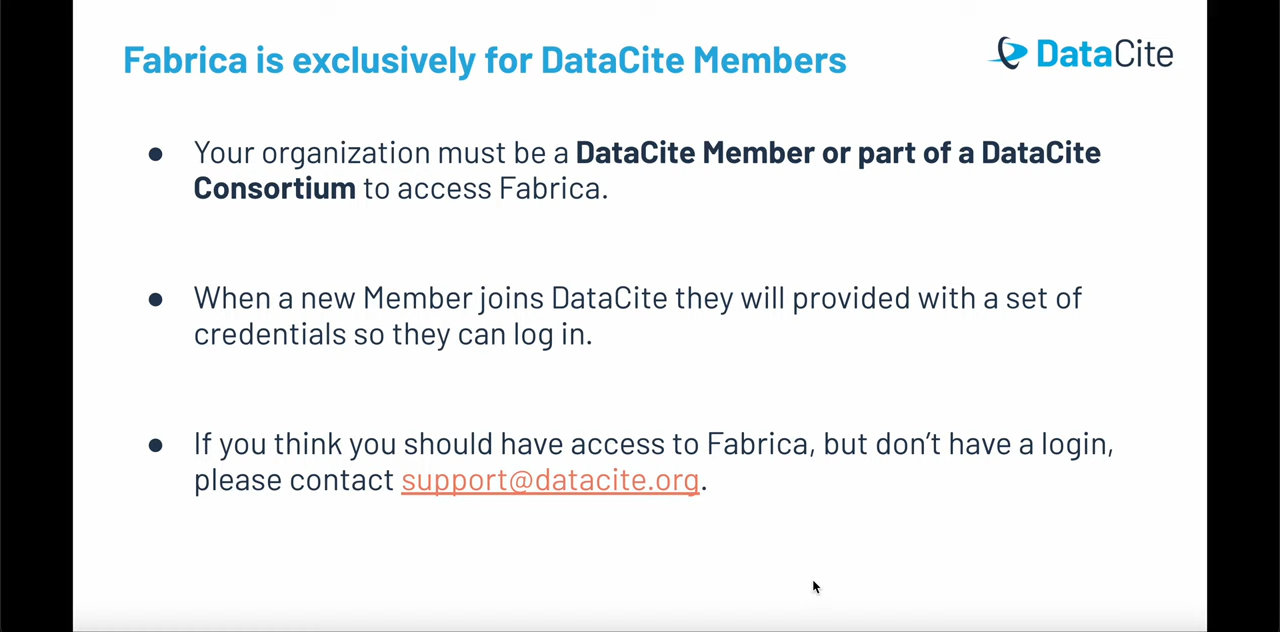 Fabrica is exclusively for DataCite Members
DataCite
● Your organization must be a DataCite Member or part of a DataCite
Consortium to access Fabrica.
● When a new Member joins DataCite they will provided with a set of
credentials so they can log in.
● If you think you should have access to Fabrica, but don't have a login,
please contact support@datacite.org.